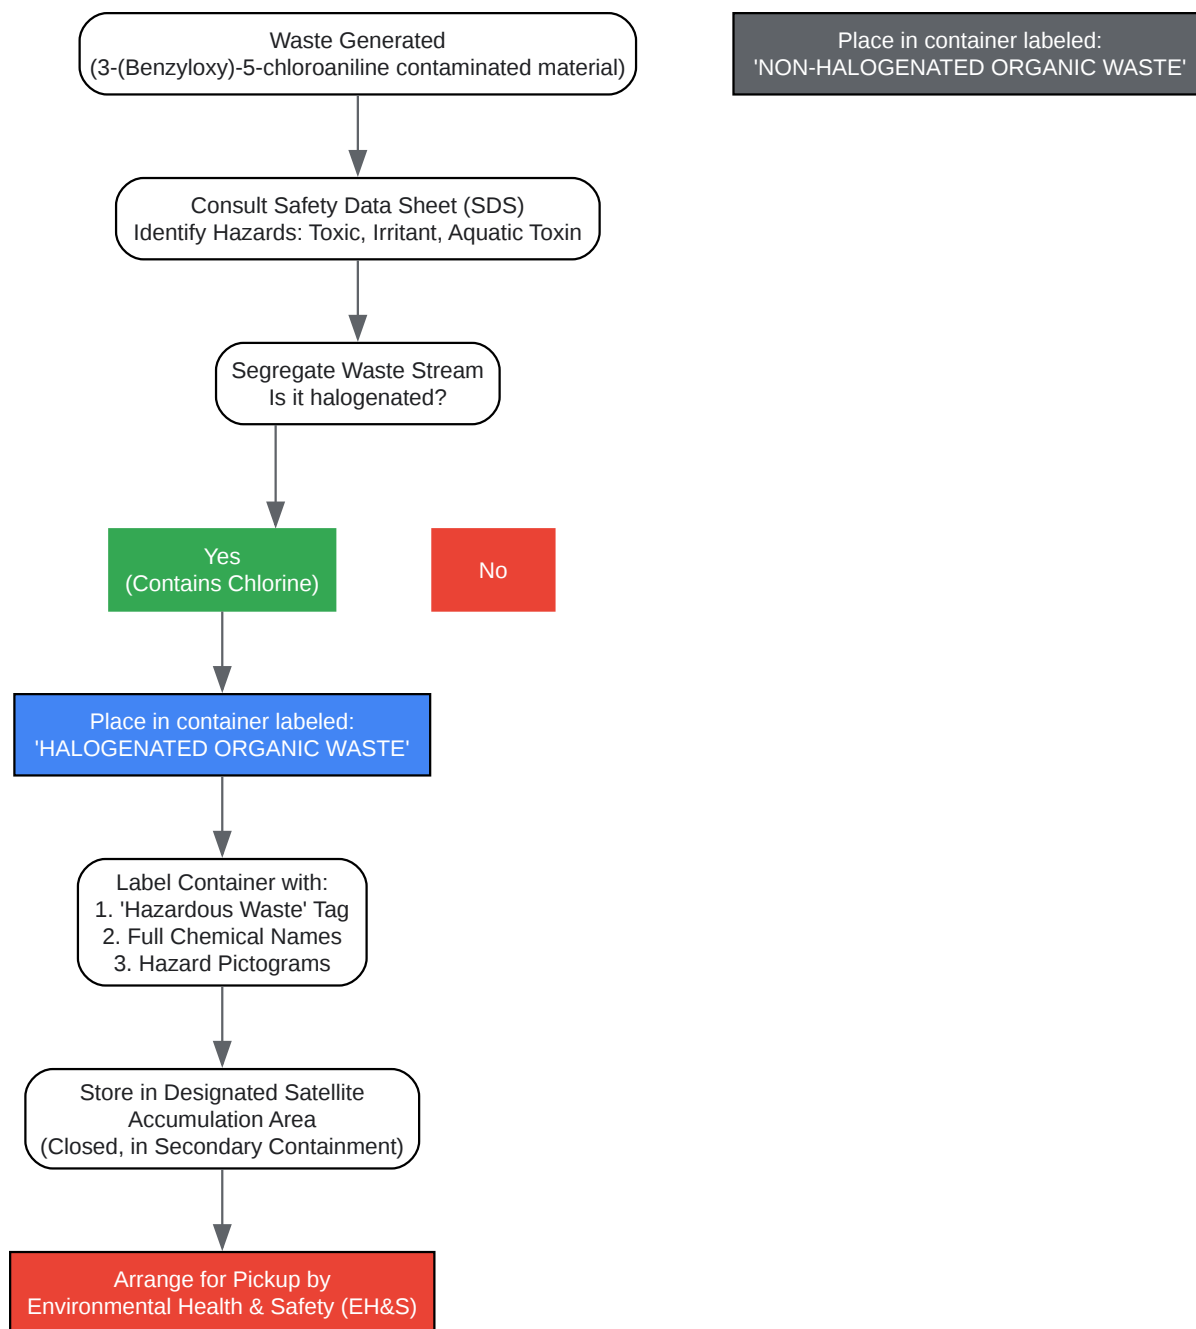 Waste Generated
(3-(Benzyloxy)-5-chloroaniline contaminated material)
Place in container labeled:
'NON-HALOGENATED ORGANIC WASTE'
Consult Safety Data Sheet (SDS)
Identify Hazards: Toxic, Irritant, Aquatic Toxin
Segregate Waste Stream
Is it halogenated?
Yes
(Contains Chlorine)
No
Place in container labeled:
'HALOGENATED ORGANIC WASTE'
Label Container with:
1. 'Hazardous Waste' Tag
2. Full Chemical Names
3. Hazard Pictograms
Store in Designated Satellite
Accumulation Area
(Closed, in Secondary Containment)
Arrange for Pickup by
Environmental Health & Safety (EH&S)